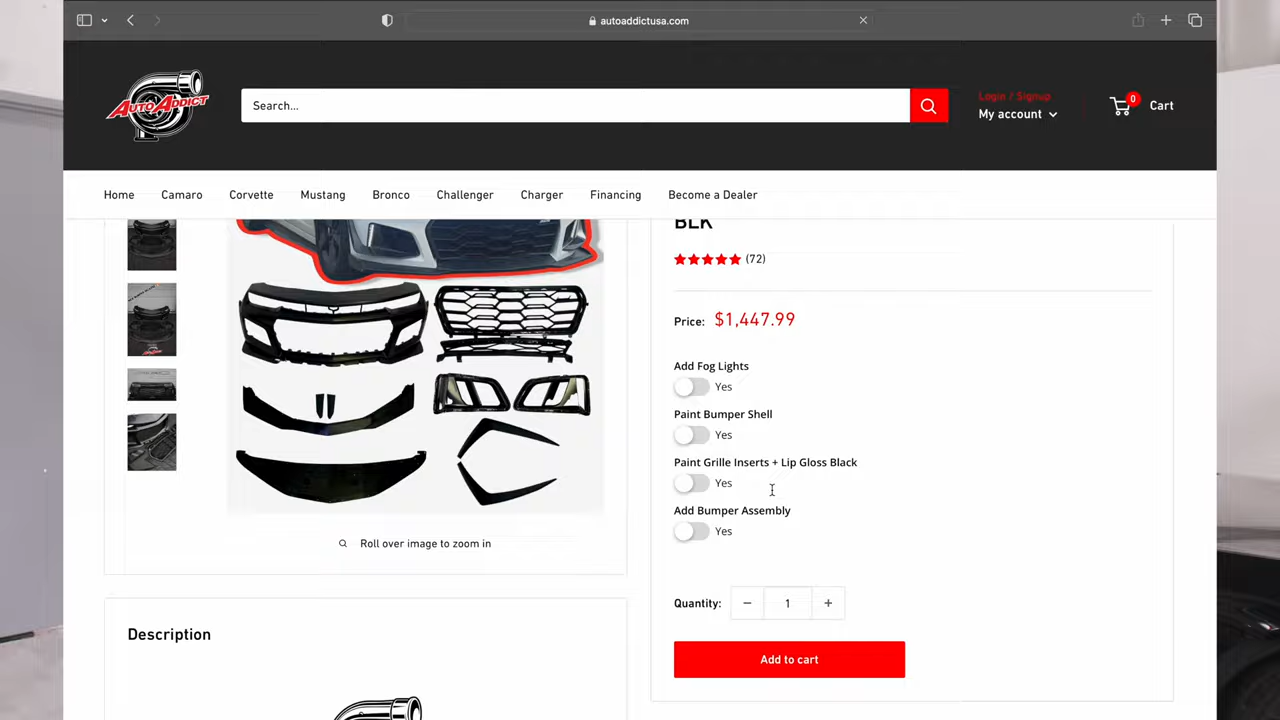 autoaddictusa.com
AUTOADDICT
Search...
Login / Signup
My account
0
Cart
Home
Camaro
Corvette
Mustang
Bronco
Challenger
Charger
Financing
Become a Dealer
BLK
(72)
Price: $1,447.99
Add Fog Lights
Yes
Paint Bumper Shell
Yes
Paint Grille Inserts + Lip Gloss Black
Yes
Add Bumper Assembly
Yes
Roll over image to zoom in
Quantity: − 1 +
Description
Add to cart